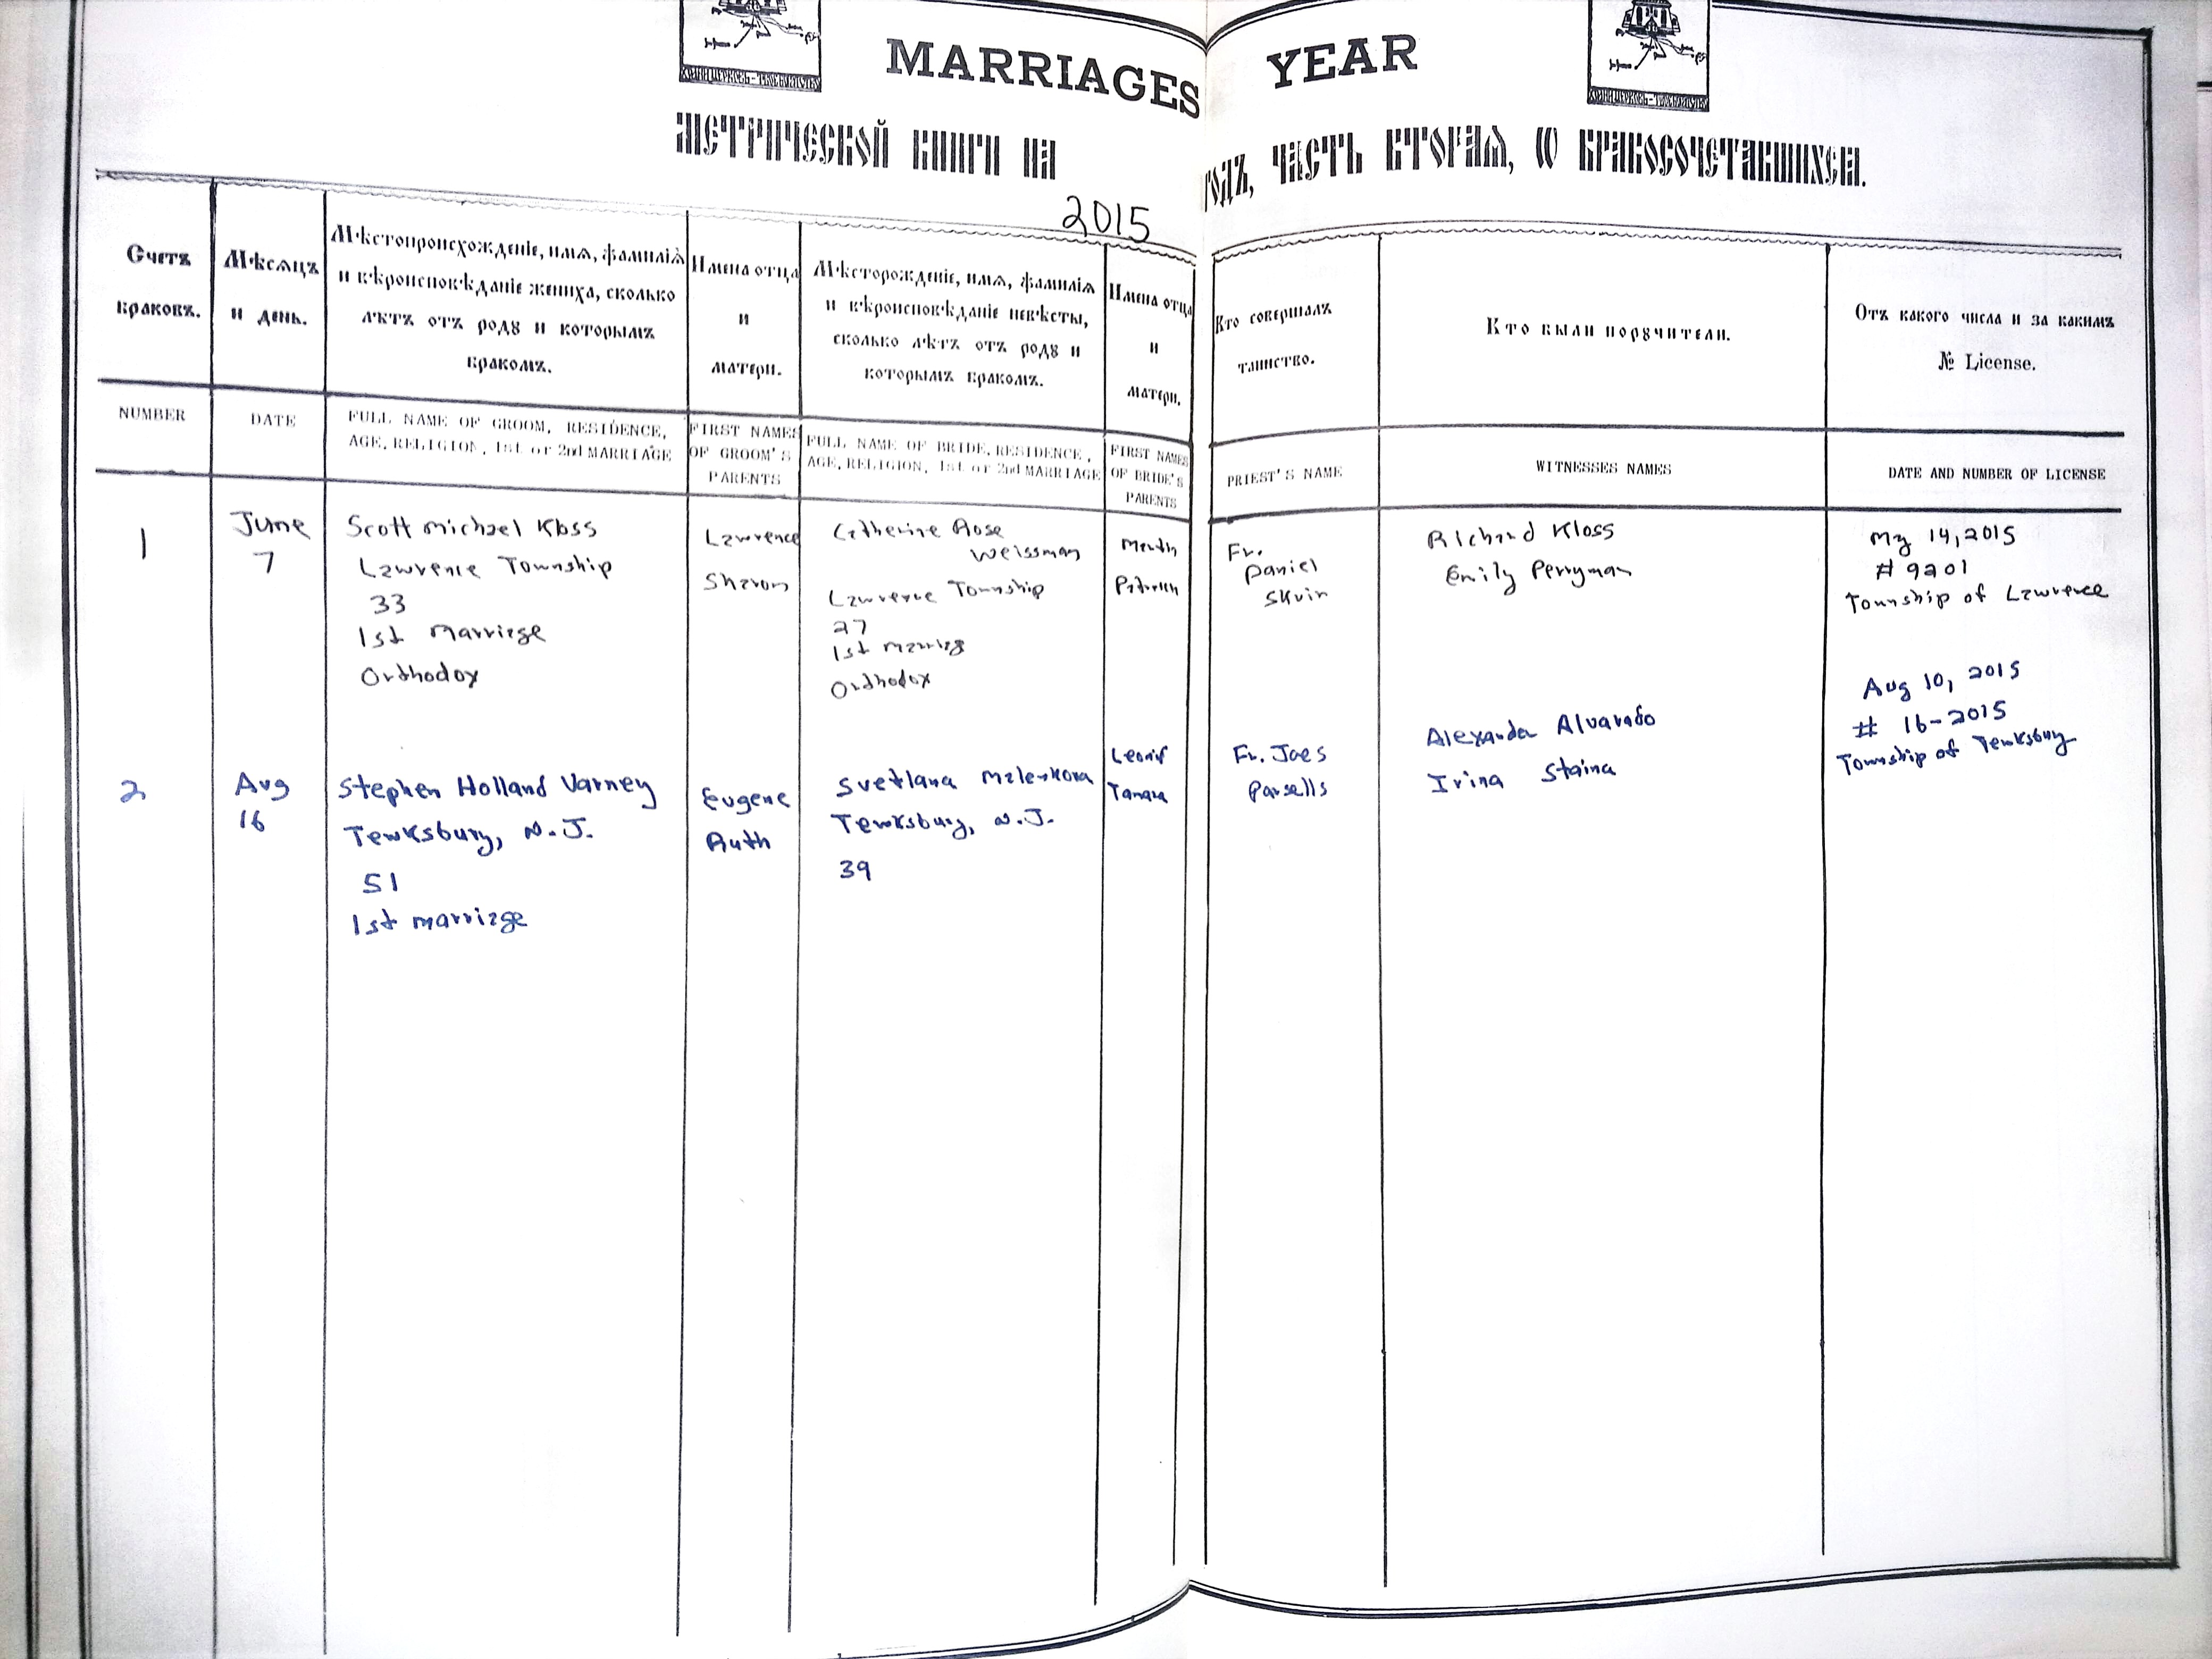 MARRIAGES YEAR
МЕТРИЧЕСКОЙ КНИГИ НА 2015 ГОДЪ, ЧАСТЬ ВТОРАЯ, Ѡ БРАКОСОЧЕТАВШИХСЯ.
Счетъ
браковъ.
Мѣсяцъ
и день.
Мѣстопроисхожденіе, имя, фамилія
и вѣроисповѣданіе жениха, сколько
лѣтъ отъ роду и которымъ
бракомъ.
Имена отца
и
матери.
Мѣсторожденіе, имя, фамилія
и вѣроисповѣданіе невѣсты,
сколько лѣтъ отъ роду и
которымъ бракомъ.
Имена отца
и
матери.
Кто совершалъ
таинство.
Кто были поручители.
Отъ какого числа и за какимъ
№ License.
NUMBER
DATE
FULL NAME OF GROOM, RESIDENCE,
AGE, RELIGION, 1st or 2nd MARRIAGE
FIRST NAMES
OF GROOM'S
PARENTS
FULL NAME OF BRIDE, RESIDENCE,
AGE, RELIGION, 1st or 2nd MARRIAGE
FIRST NAMES
OF BRIDE'S
PARENTS
PRIEST'S NAME
WITNESSES NAMES
DATE AND NUMBER OF LICENSE
1
June
7
Scott Michael Kloss
Lawrence Township
33
1st Marriage
Orthodox
Lawrence
Sharon
Catherine Rose
Weissman
Lawrence Township
27
1st Marriag
Orthodox
Fr.
Daniel
Skvir
Richard Kloss
Emily Perryman
My 14, 2015
# 9201
Township of Lawrence
2
Aug
16
Stephen Holland Varney
Tewksbury, N.J.
51
1st marriage
Eugene
Ruth
Svetlana Malenkova
Tewksbury, N.J.
39
Leonid
Tamara
Fr. Jaes
Parsells
Alexander Alvarado
Irina Staina
Aug 10, 2015
# 16-2015
Township of Tewksbury